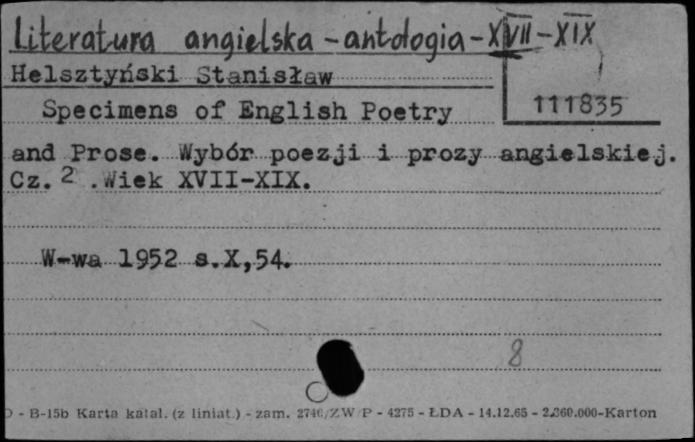 Literatura angielska - antologia - XVII - XIX
Helsztyński Stanisław
Specimens of English Poetry
111835
and Prose. Wybór poezji i prozy angielskiej.
Cz. 2 .Wiek XVII-XIX.
W-wa 1952 s.X,54.
8
- B-15b Karta katal. (z liniat.) - zam. ZW P - 4275 - ŁDA - 14.12.65 - 2.360.000-Karton